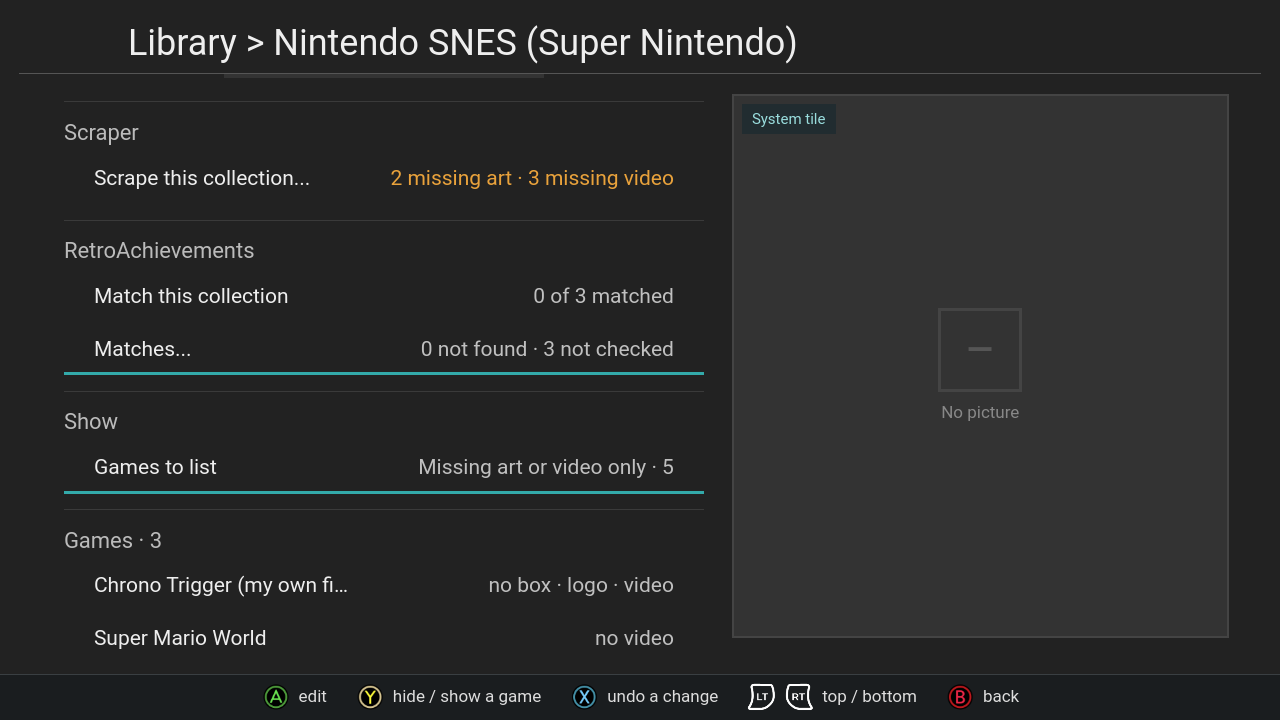 Library > Nintendo SNES (Super Nintendo)
Scraper
Scrape this collection... 2 missing art · 3 missing video
RetroAchievements
Match this collection 0 of 3 matched
Matches... 0 not found · 3 not checked
Show
Games to list Missing art or video only · 5
Games · 3
Chrono Trigger (my own fi... no box · logo · video
Super Mario World no video
System tile
No picture
A edit Y hide / show a game X undo a change LT RT top / bottom B back